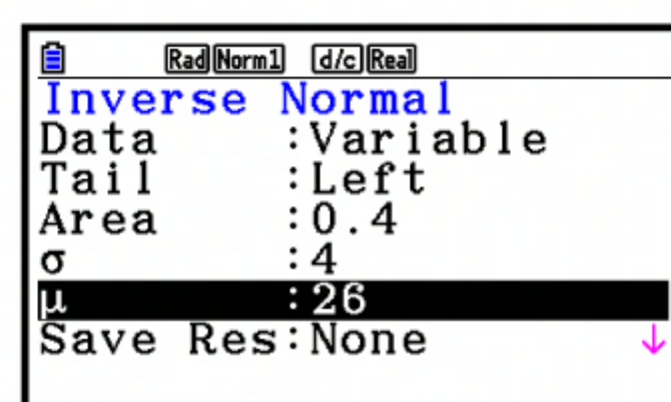 Rad Norm1 d/c Real
Inverse Normal
Data :Variable
Tail :Left
Area :0.4
σ :4
μ :26
Save Res:None ↓